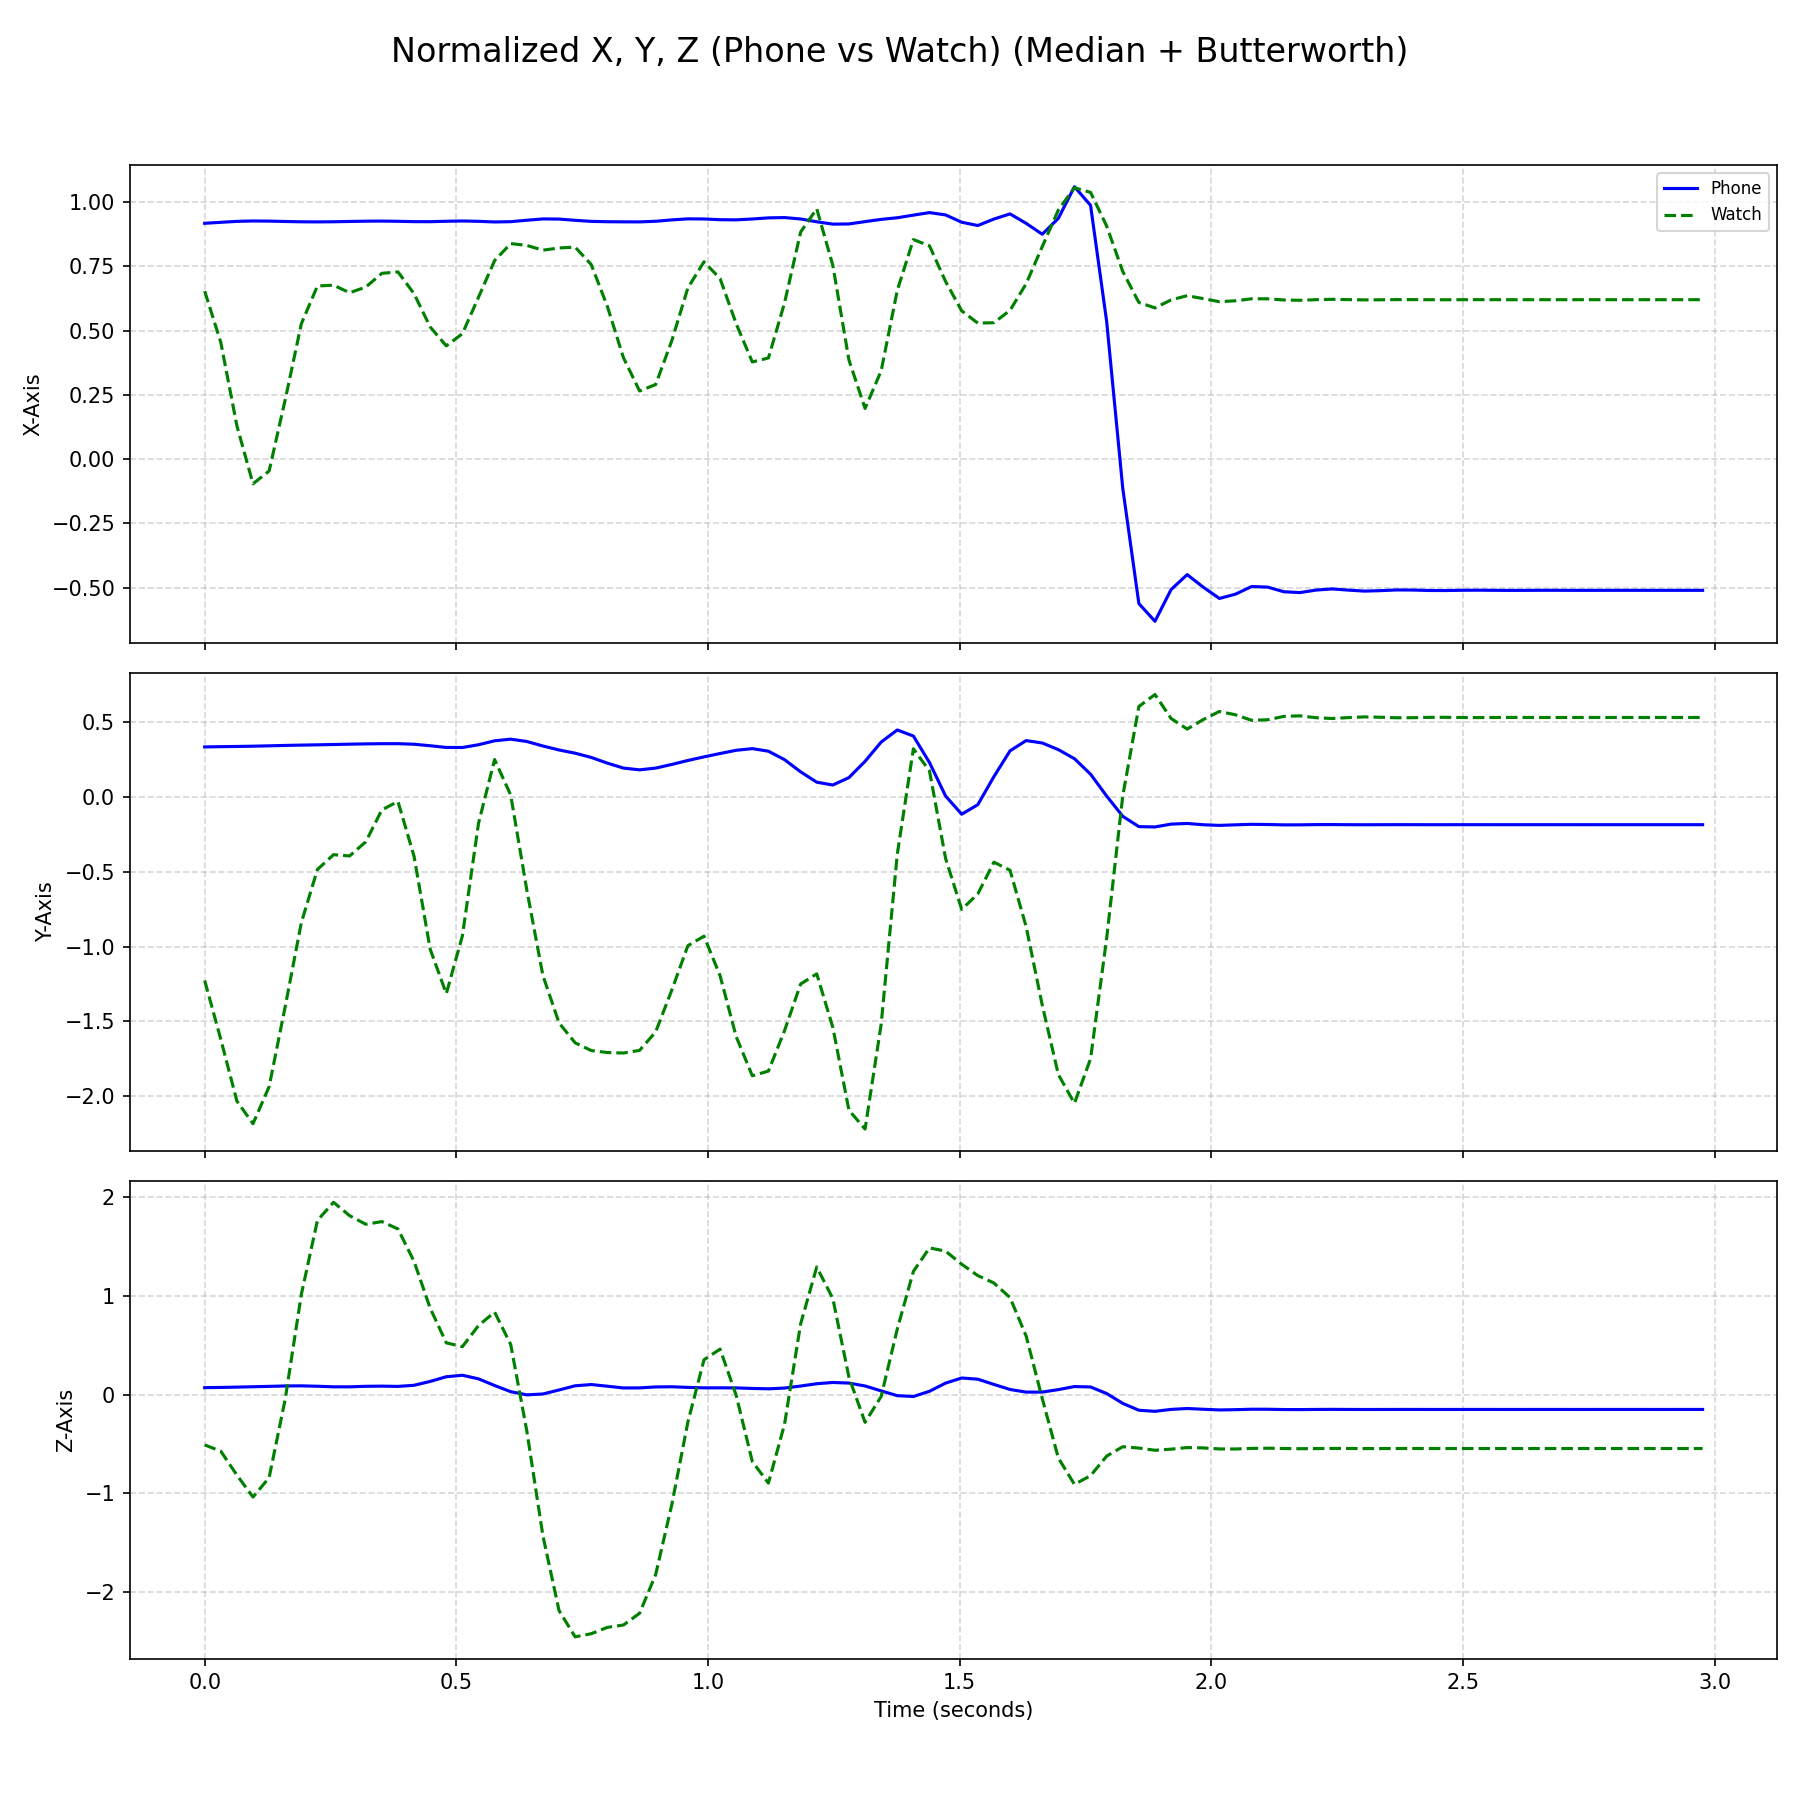 Normalized X, Y, Z (Phone vs Watch) (Median + Butterworth)
Phone
Watch
X-Axis
1.00
0.75
0.50
0.25
0.00
−0.25
−0.50
Y-Axis
0.5
0.0
−0.5
−1.0
−1.5
−2.0
Z-Axis
2
1
0
−1
−2
0.0 0.5 1.0 1.5 2.0 2.5 3.0
Time (seconds)